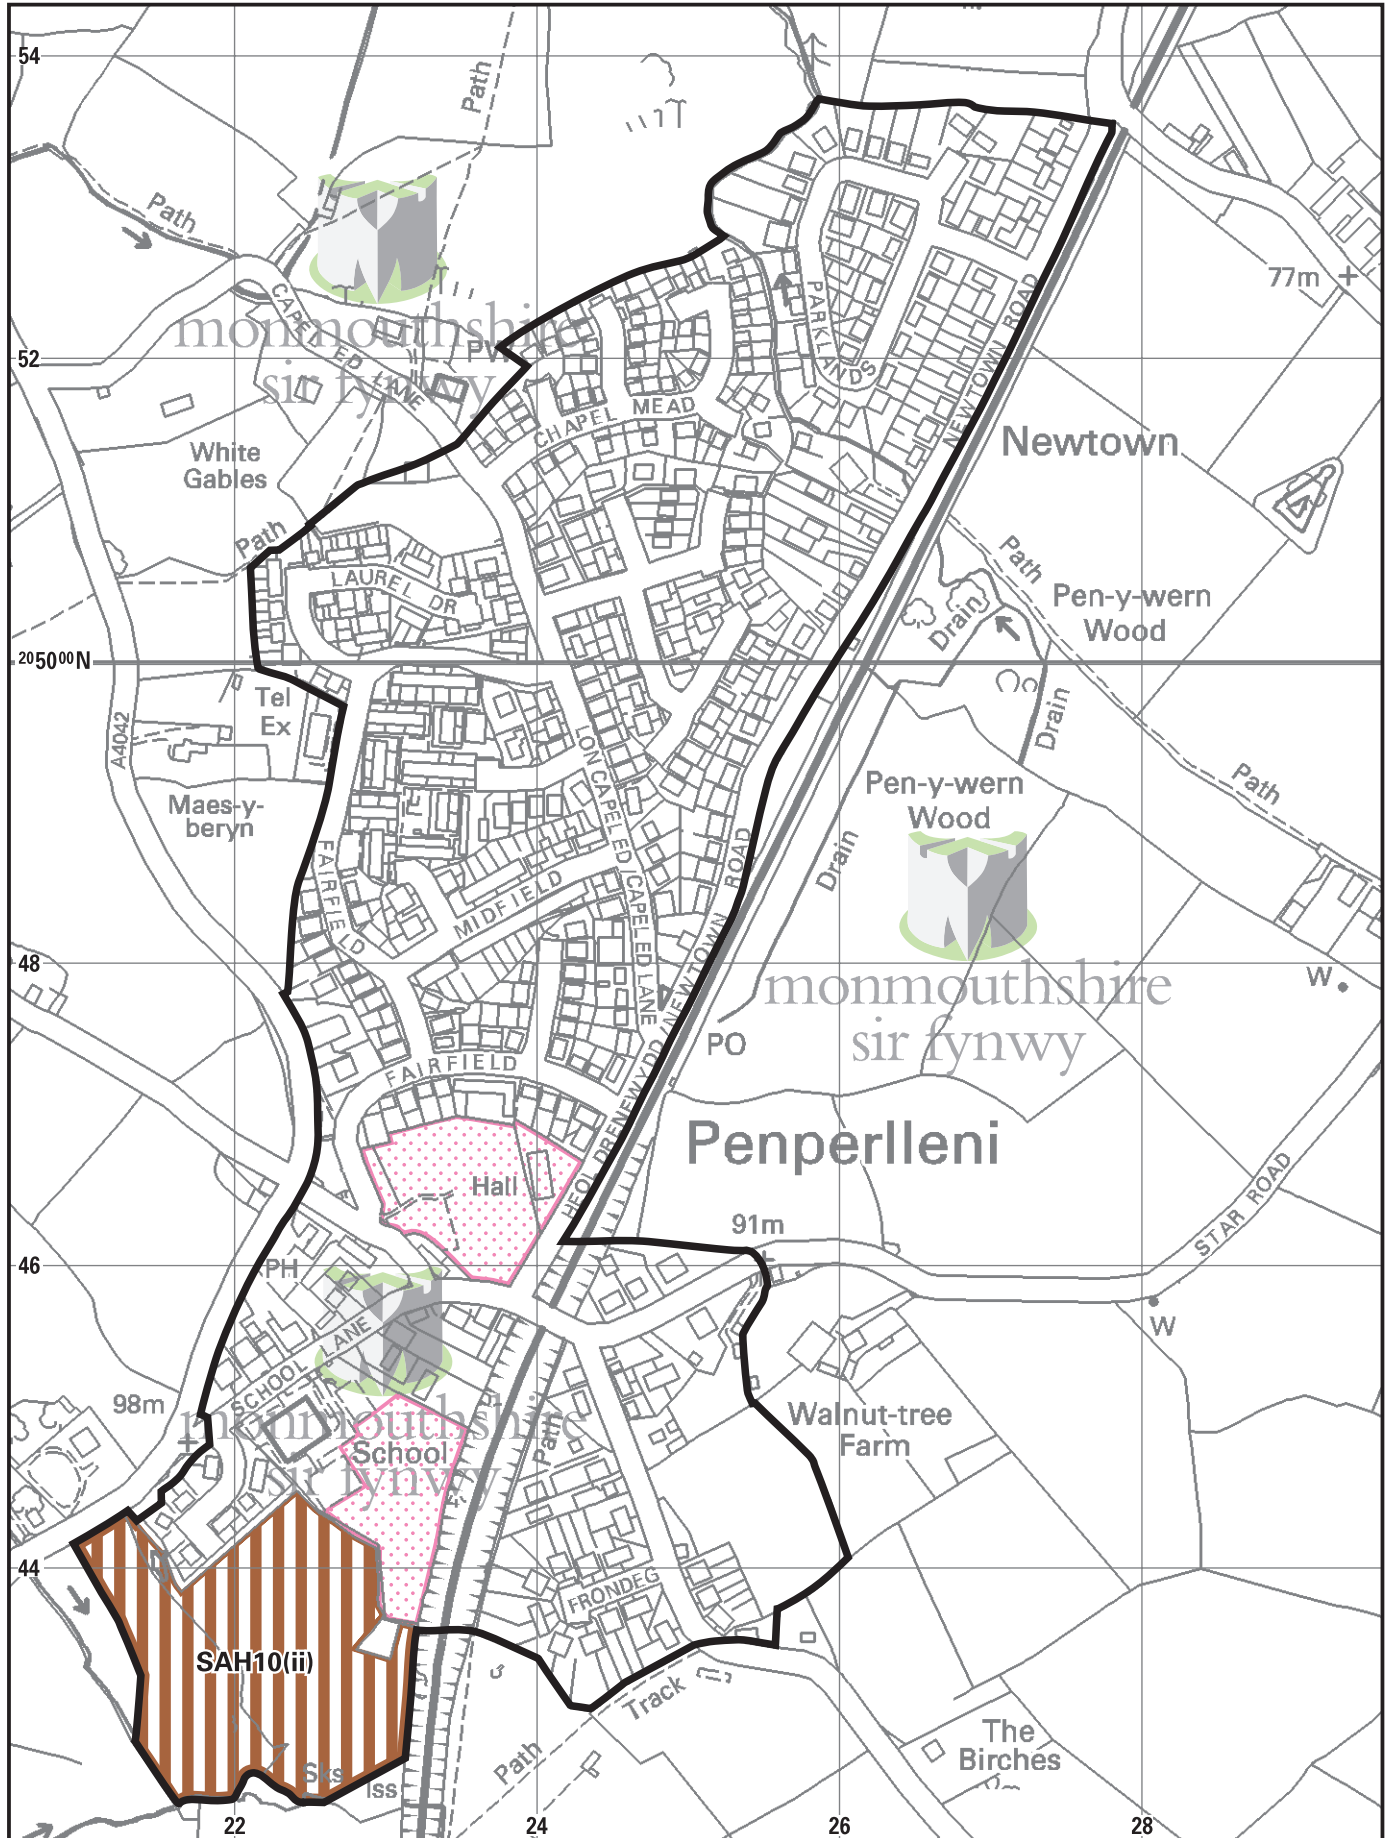 54
Path
Path
77m
CAPEL ED LANE
PARKLANDS
NEWTOWN ROAD
monmouthshire
sir fynwy
52
CHAPEL MEAD
White
Gables
Newtown
Path
LAUREL DR
Path
Drain
Pen-y-wern
Wood
2050 00 N
Tel
Ex
A4042
Drain
LON CAPEL ED/CAPEL ED LANE
Maes-y-
beryn
Pen-y-wern
Wood
Path
Drain
FAIRFIELD
MIDFIELD
HEOL DRENEWYDD/NEWTOWN ROAD
48
monmouthshire
sir fynwy
W
PO
FAIRFIELD
Penperlleni
Hall
91m
STAR ROAD
46
PH
W
SCHOOL LANE
98m
monmouthshire
sir fynwy
School
Path
Walnut-tree
Farm
44
FRONDEG
SAH10(ii)
Track
The
Birches
Sks
Iss
Path
22
24
26
28